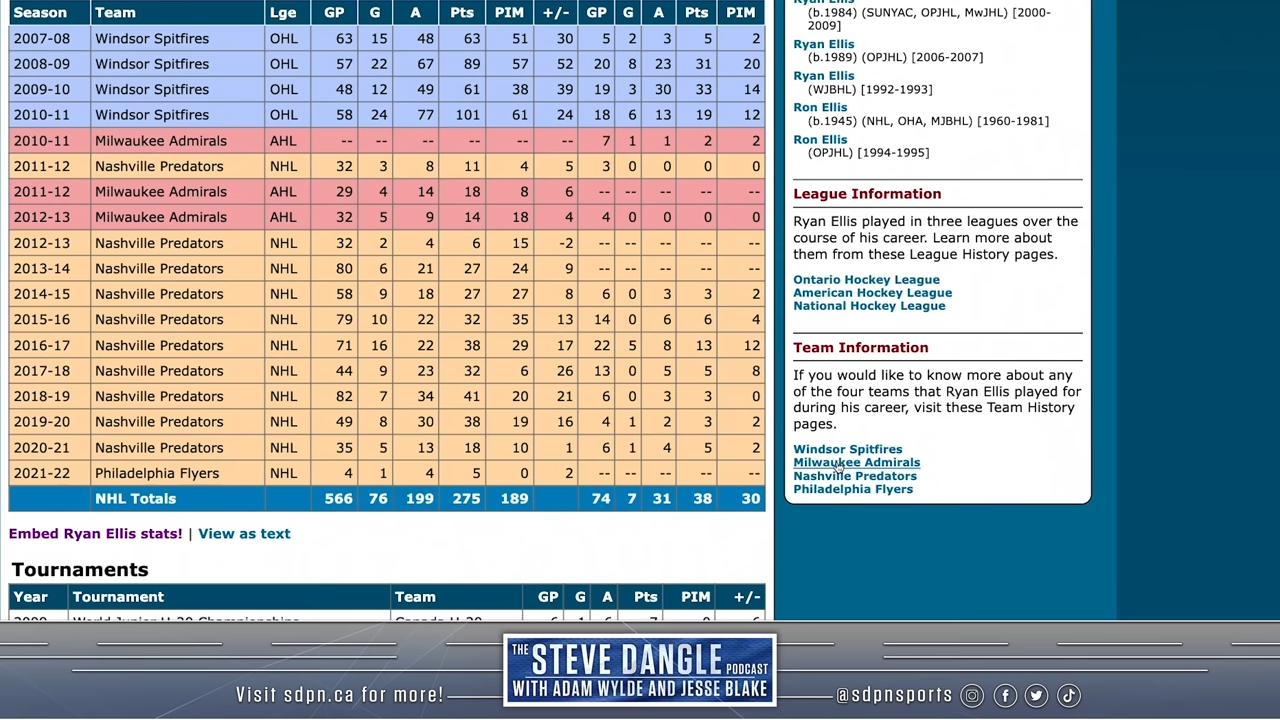 Season Team Lge GP G A Pts PIM +/- GP G A Pts PIM
2007-08 Windsor Spitfires OHL 63 15 48 63 51 30 5 2 3 5 2
2008-09 Windsor Spitfires OHL 57 22 67 89 57 52 20 8 23 31 20
2009-10 Windsor Spitfires OHL 48 12 49 61 38 39 19 3 30 33 14
2010-11 Windsor Spitfires OHL 58 24 77 101 61 24 18 6 13 19 12
2010-11 Milwaukee Admirals AHL -- -- -- -- -- -- 7 1 1 2 2
2011-12 Nashville Predators NHL 32 3 8 11 4 5 3 0 0 0 0
2011-12 Milwaukee Admirals AHL 29 4 14 18 8 6 -- -- -- -- --
2012-13 Milwaukee Admirals AHL 32 5 9 14 18 4 4 0 0 0 0
2012-13 Nashville Predators NHL 32 2 4 6 15 -2 -- -- -- -- --
2013-14 Nashville Predators NHL 80 6 21 27 24 9 -- -- -- -- --
2014-15 Nashville Predators NHL 58 9 18 27 27 8 6 0 3 3 2
2015-16 Nashville Predators NHL 79 10 22 32 35 13 14 0 6 6 4
2016-17 Nashville Predators NHL 71 16 22 38 29 17 22 5 8 13 12
2017-18 Nashville Predators NHL 44 9 23 32 6 26 13 0 5 5 8
2018-19 Nashville Predators NHL 82 7 34 41 20 21 6 0 3 3 0
2019-20 Nashville Predators NHL 49 8 30 38 19 16 4 1 2 3 2
2020-21 Nashville Predators NHL 35 5 13 18 10 1 6 1 4 5 2
2021-22 Philadelphia Flyers NHL 4 1 4 5 0 2 -- -- -- -- --
NHL Totals 566 76 199 275 189 74 7 31 38 30
Embed Ryan Ellis stats! | View as text
Tournaments
Year Tournament Team GP G A Pts PIM +/-
Ryan Ellis
(b.1984) (SUNYAC, OPJHL, MwJHL) [2000-
2009]
Ryan Ellis
(b.1989) (OPJHL) [2006-2007]
Ryan Ellis
(WJBHL) [1992-1993]
Ron Ellis
(b.1945) (NHL, OHA, MJBHL) [1960-1981]
Ron Ellis
(OPJHL) [1994-1995]
League Information
Ryan Ellis played in three leagues over the
course of his career. Learn more about
them from these League History pages.
Ontario Hockey League
American Hockey League
National Hockey League
Team Information
If you would like to know more about any
of the four teams that Ryan Ellis played for
during his career, visit these Team History
pages.
Windsor Spitfires
Milwaukee Admirals
Nashville Predators
Philadelphia Flyers
Visit sdpn.ca for more!
THE STEVE DANGLE PODCAST
WITH ADAM WYLDE AND JESSE BLAKE
@sdpnsports